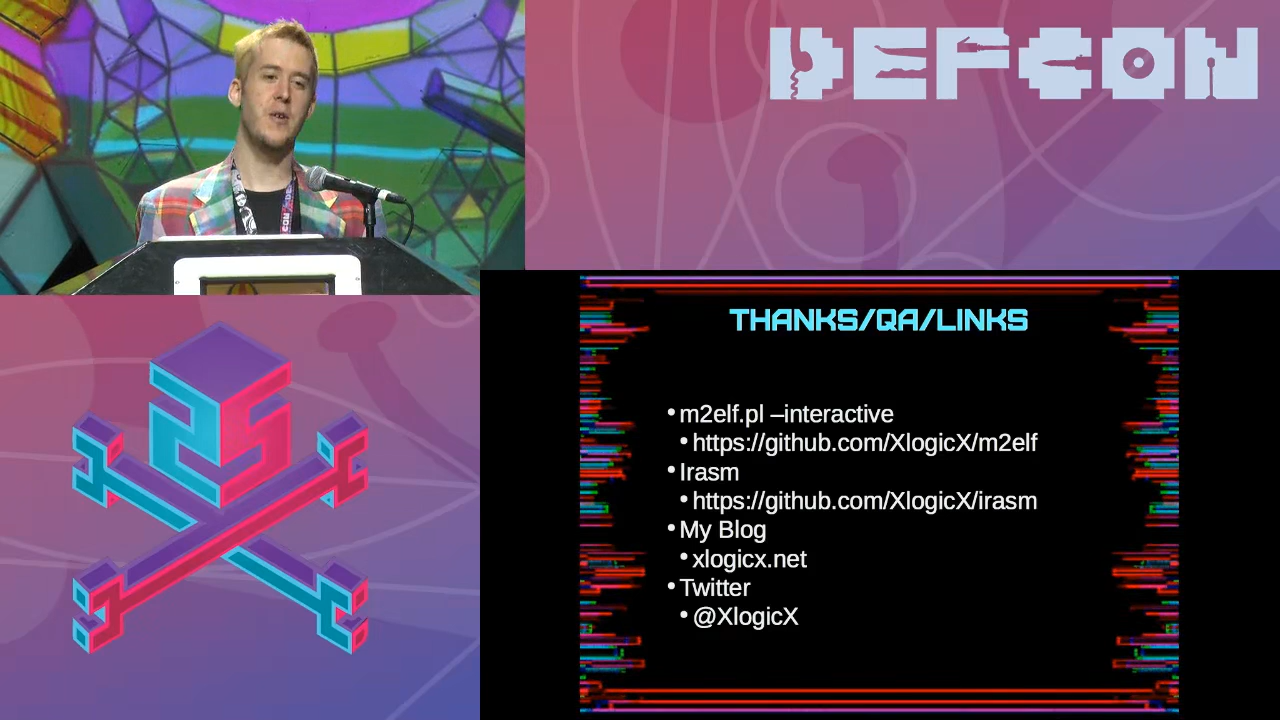 DEFCON
THANKS/QA/LINKS
•m2elf.pl –interactive
•https://github.com/XlogicX/m2elf
•Irasm
•https://github.com/XlogicX/irasm
•My Blog
•xlogicx.net
•Twitter
•@XlogicX